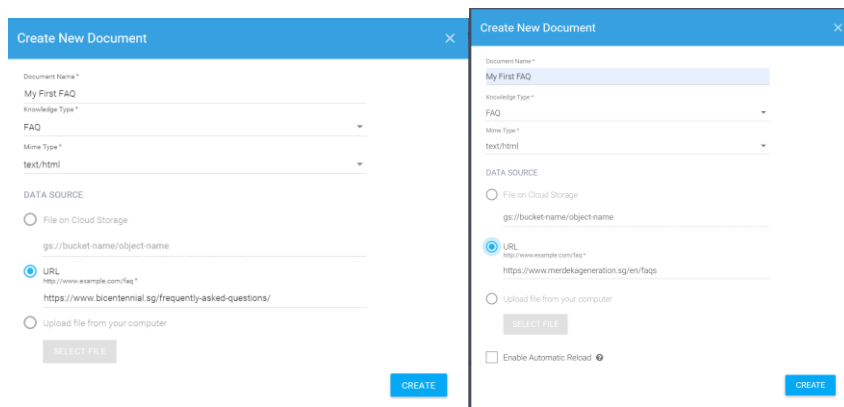 Create New Document
Document Name *
My First FAQ
Knowledge Type *
FAQ
Mime Type *
text/html
DATA SOURCE
File on Cloud Storage
gs://bucket-name/object-name
URL
http://www.example.com/faq *
https://www.bicentennial.sg/frequently-asked-questions/
Upload file from your computer
SELECT FILE
CREATE
Create New Document
Document Name *
My First FAQ
Knowledge Type *
FAQ
Mime Type *
text/html
DATA SOURCE
File on Cloud Storage
gs://bucket-name/object-name
URL
http://www.example.com/faq *
https://www.merdekageneration.sg/en/faqs
Upload file from your computer
SELECT FILE
Enable Automatic Reload
CREATE